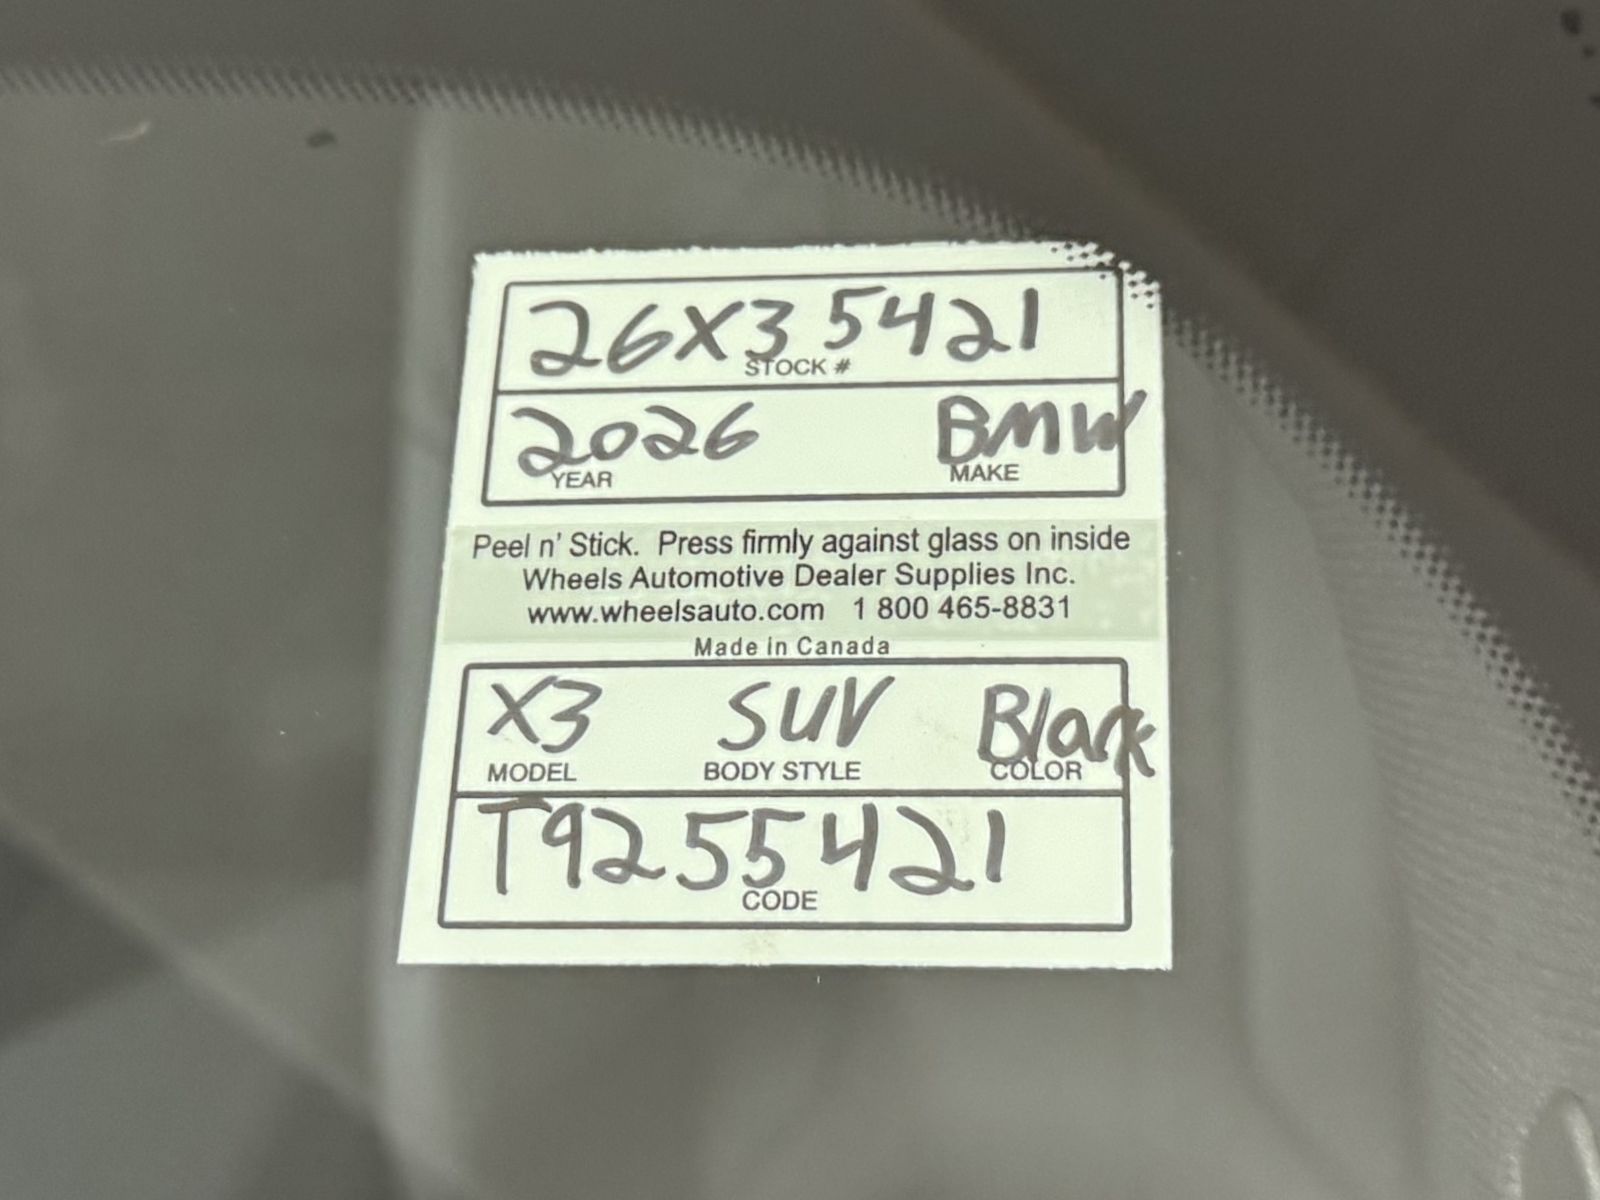 26X35421
STOCK #
2026 BMW
YEAR MAKE
Peel n' Stick. Press firmly against glass on inside
Wheels Automotive Dealer Supplies Inc.
www.wheelsauto.com 1 800 465-8831
Made in Canada
X3 SUV Black
MODEL BODY STYLE COLOR
T9255421
CODE